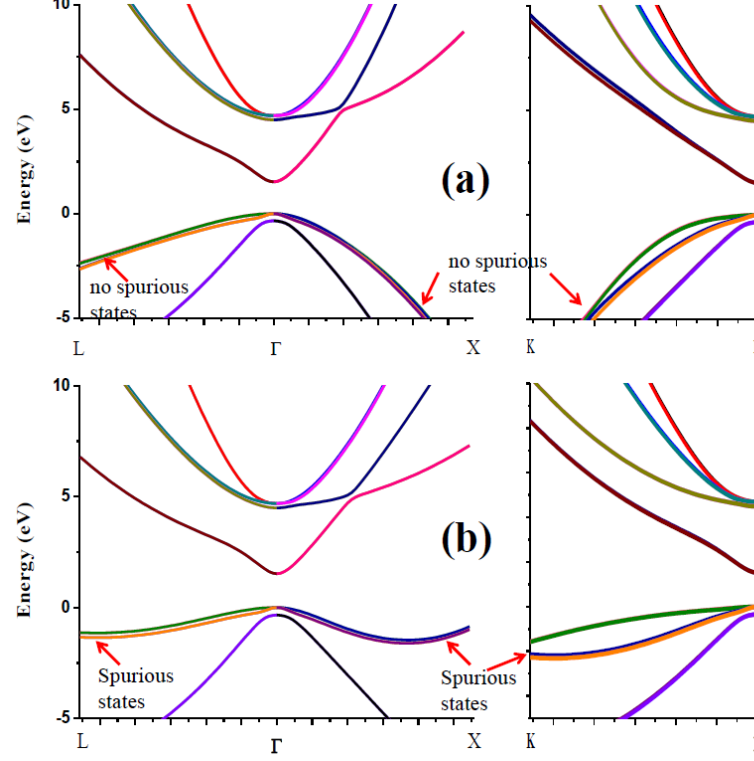 10
5
0
-5
Energy (eV)
(a)
no spurious
states
no spurious
states
L
Γ
X
K
10
5
0
-5
Energy (eV)
(b)
Spurious
states
Spurious
states
L
Γ
X
K